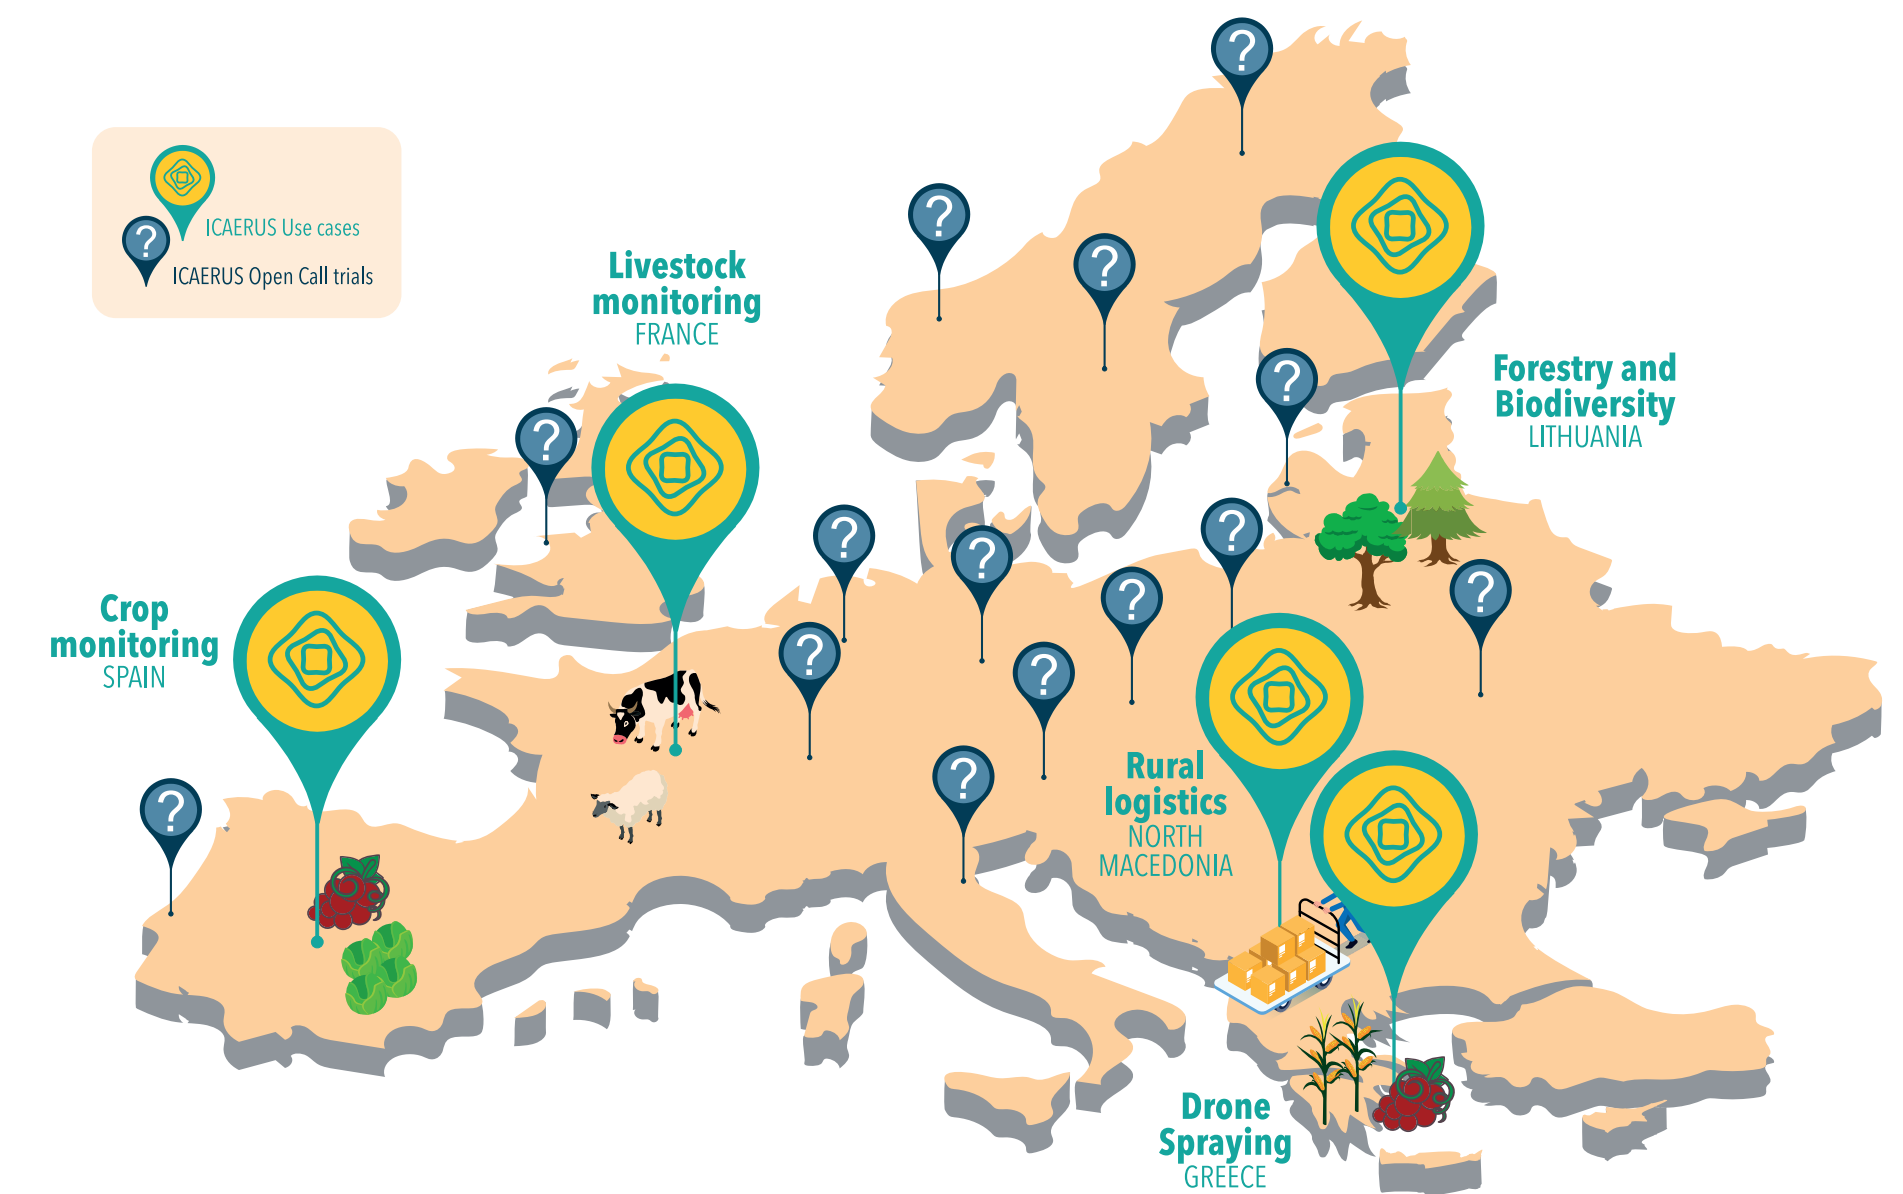 ICAERUS Use cases
?
ICAERUS Open Call trials
?
?
?
Livestock
monitoring
FRANCE
?
Forestry and
Biodiversity
LITHUANIA
?
?
?
?
?
?
?
Crop
monitoring
SPAIN
?
?
?
?
Rural
logistics
NORTH
MACEDONIA
Drone
Spraying
GREECE